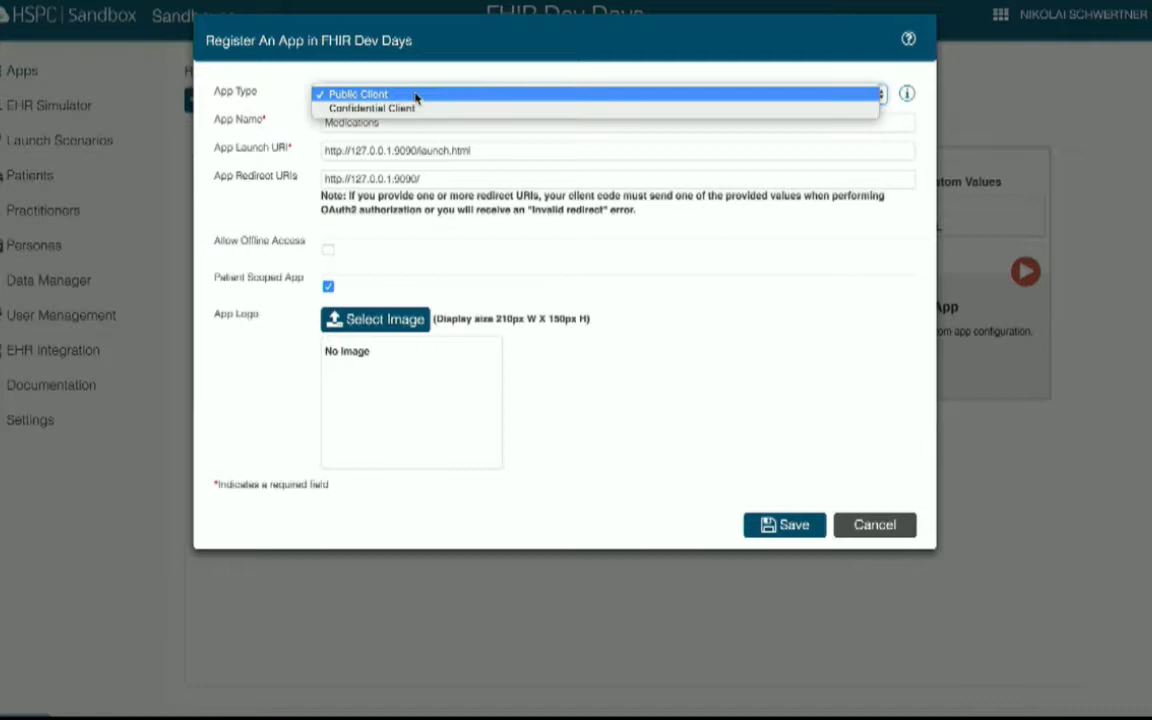 HSPC | Sandbox
FHIR Dev Days
NIKOLAI SCHWERTNER
Register An App in FHIR Dev Days
Apps
EHR Simulator
Launch Scenarios
Patients
Practitioners
Personas
Data Manager
User Management
EHR Integration
Documentation
Settings
App Type
✓ Public Client
Confidential Client
App Name*
Medications
App Launch URI*
http://127.0.0.1:9090/launch.html
App Redirect URIs
http://127.0.0.1:9090/
Note: If you provide one or more redirect URIs, your client code must send one of the provided values when performing
OAuth2 authorization or you will receive an "Invalid redirect" error.
Allow Offline Access
Patient Scoped App
App Logo
Select Image (Display size 210px W X 150px H)
No Image
*Indicates a required field
Save
Cancel
tom Values
App
om app configuration.